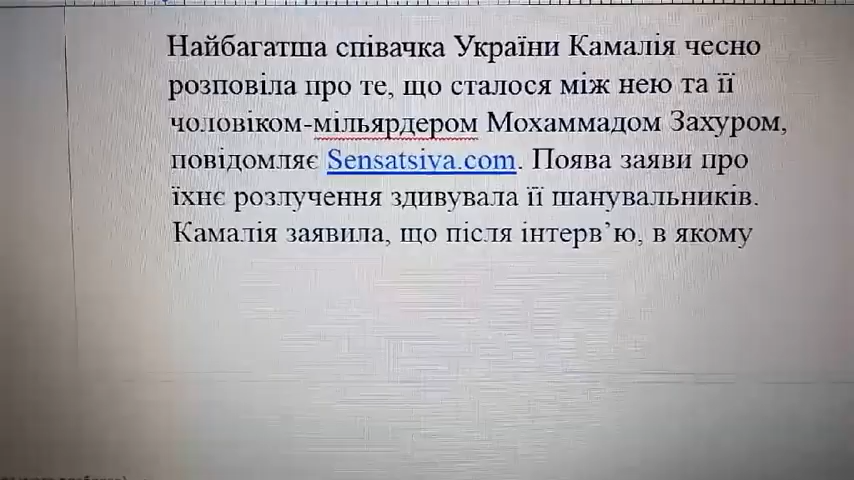 Найбагатша співачка України Камалія чесно
розповіла про те, що сталося між нею та її
чоловіком-мільярдером Мохаммадом Захуром,
повідомляє Sensatsiya.com. Поява заяви про
їхнє розлучення здивувала її шанувальників.
Камалія заявила, що після інтерв’ю, в якому